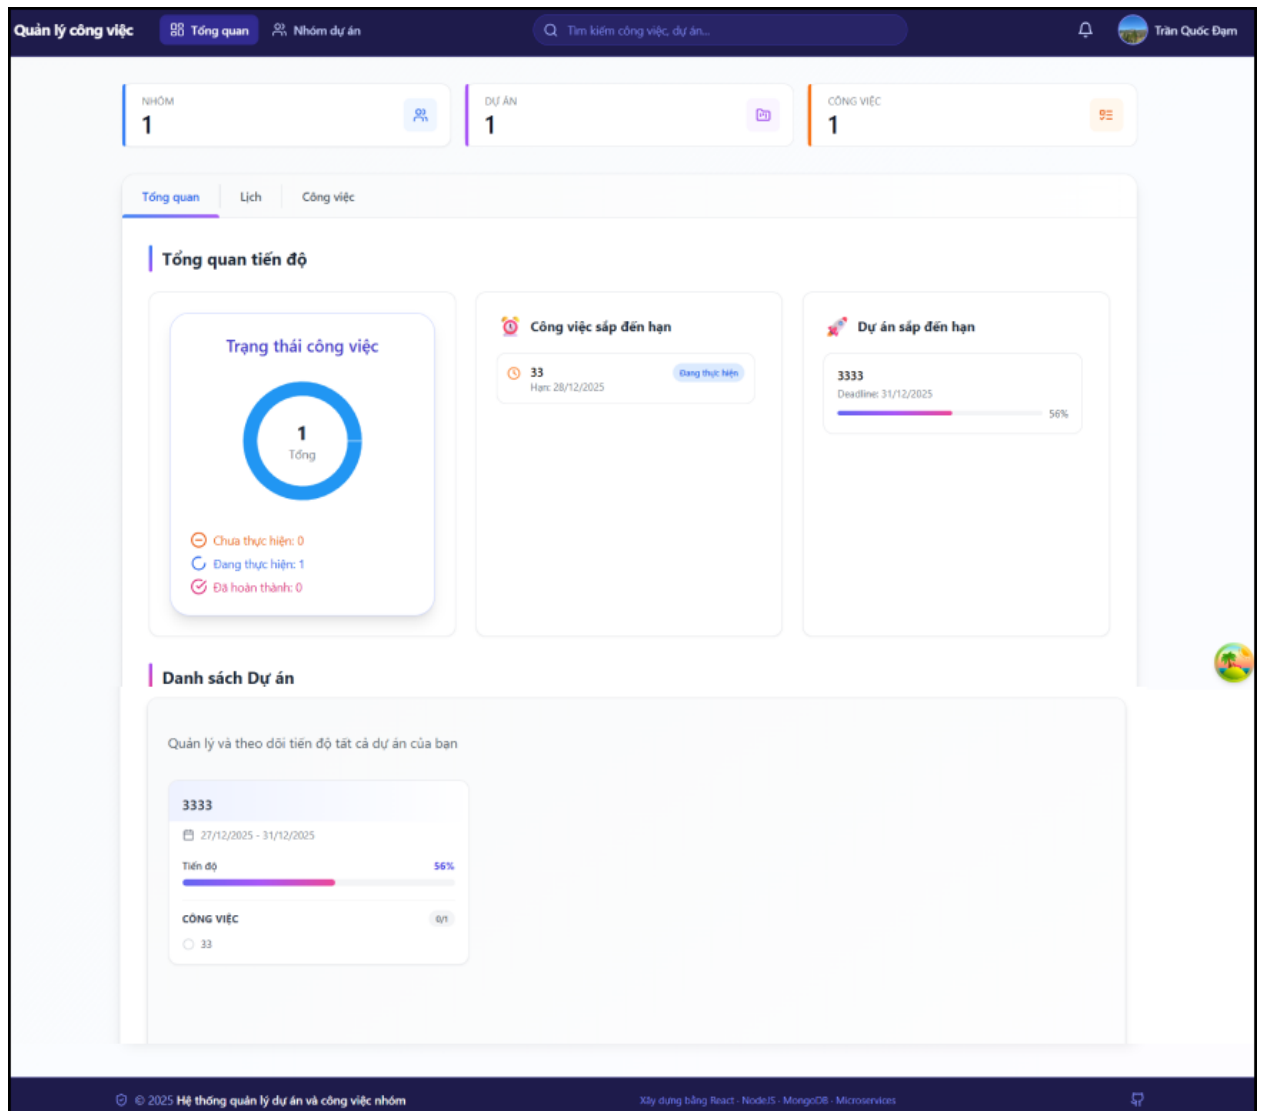 Quản lý công việc
Tổng quan
Nhóm dự án
Tìm kiếm công việc, dự án...
Trần Quốc Đạm
NHÓM
1
DỰ ÁN
1
CÔNG VIỆC
1
Tổng quan
Lịch
Công việc
Tổng quan tiến độ
Trạng thái công việc
1
Tổng
Chưa thực hiện: 0
Đang thực hiện: 1
Đã hoàn thành: 0
Công việc sắp đến hạn
33
Đang thực hiện
Hạn: 28/12/2025
Dự án sắp đến hạn
3333
Deadline: 31/12/2025
56%
Danh sách Dự án
Quản lý và theo dõi tiến độ tất cả dự án của bạn
3333
27/12/2025 - 31/12/2025
Tiến độ
56%
CÔNG VIỆC
0/1
33
© 2025 Hệ thống quản lý dự án và công việc nhóm
Xây dựng bằng React - NodeJS - MongoDB - Microservices